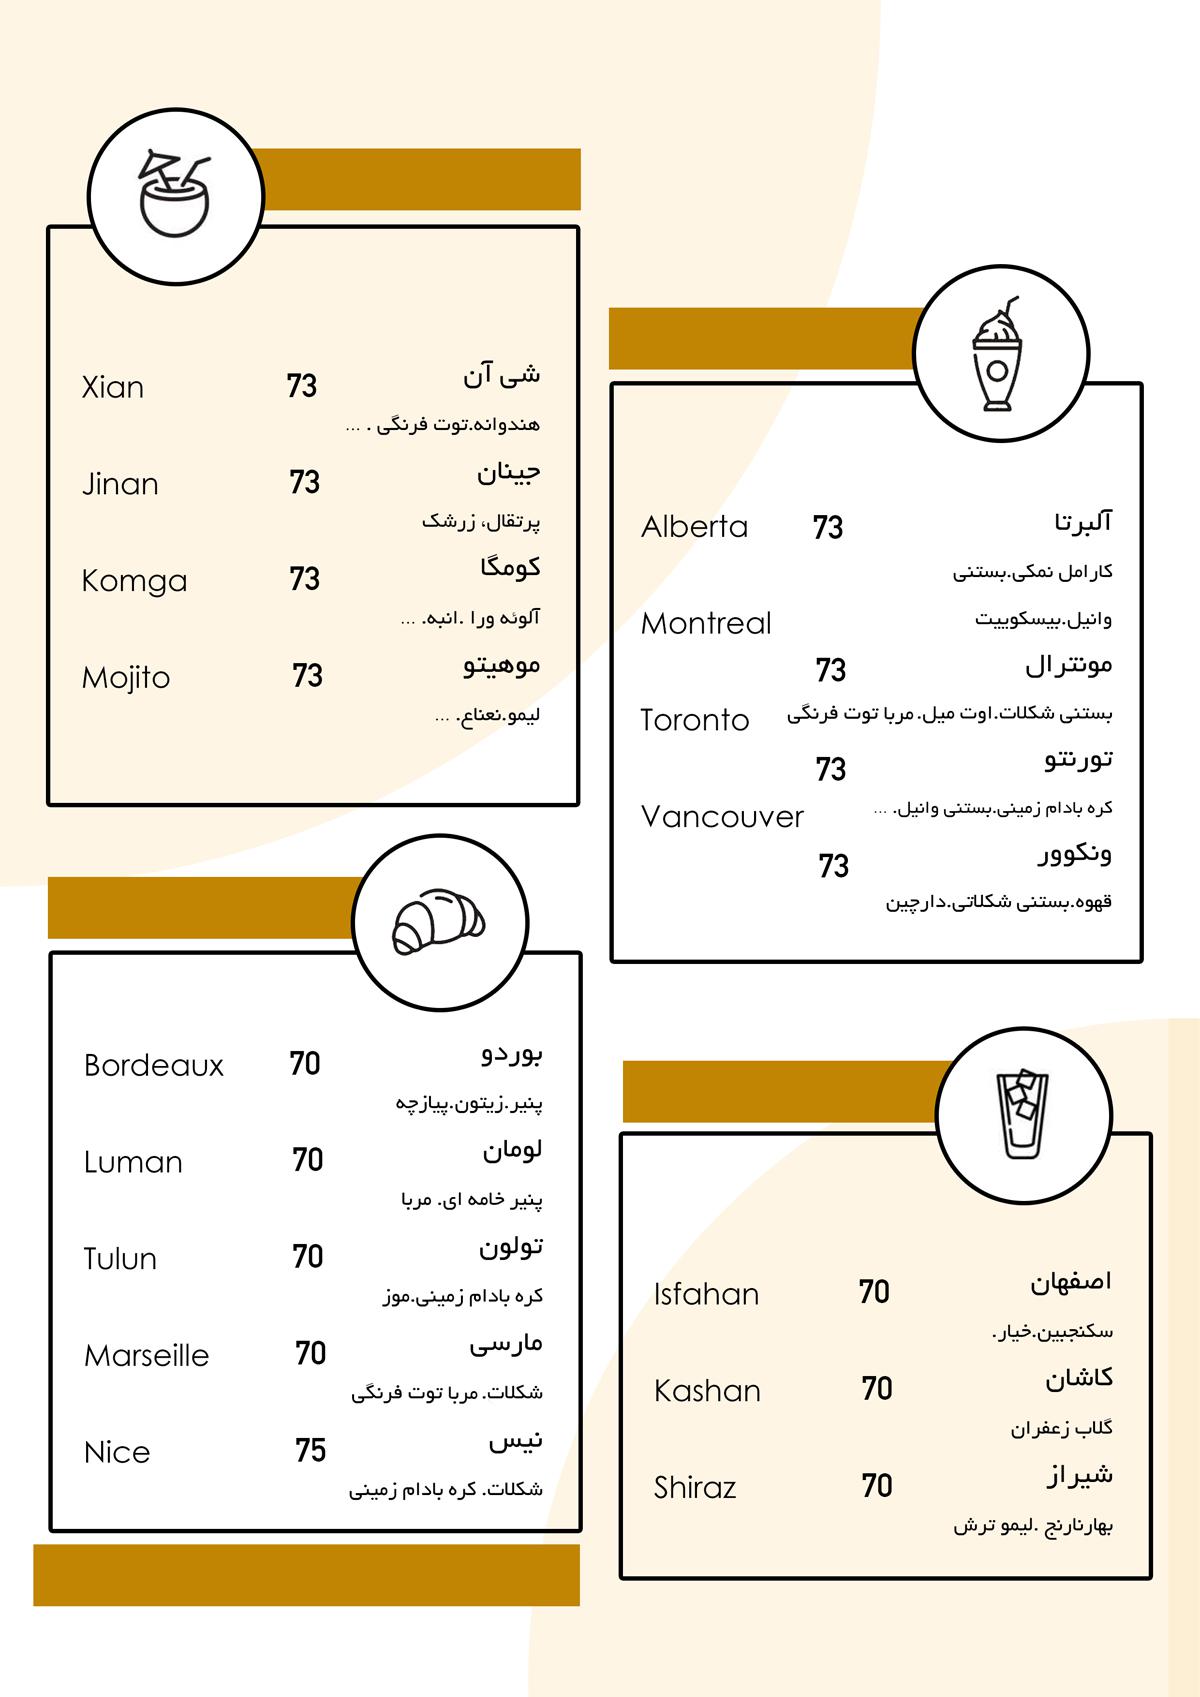 Xian 73 شی آن
هندوانه.توت فرنگی . ...
Jinan 73 جینان
پرتقال، زرشک
Komga 73 کومگا
آلوئه ورا .انبه. ...
Mojito 73 موهیتو
لیمو.نعناع. ...
Alberta 73 آلبرتا
کارامل نمکی.بستنی
وانیل.بیسکوییت
Montreal 73 مونترال
بستنی شکلات.اوت میل.مربا توت فرنگی
Toronto 73 تورنتو
کره بادام زمینی.بستنی وانیل. ...
Vancouver 73 ونکوور
قهوه.بستنی شکلاتی.دارچین
Bordeaux 70 بوردو
پنیر.زیتون.پیازچه
Luman 70 لومان
پنیر خامه ای. مربا
Tulun 70 تولون
کره بادام زمینی.موز
Marseille 70 مارسی
شکلات. مربا توت فرنگی
Nice 75 نیس
شکلات. کره بادام زمینی
Isfahan 70 اصفهان
سکنجبین.خیار.
Kashan 70 کاشان
گلاب زعفران
Shiraz 70 شیراز
بهارنارنج .لیمو ترش